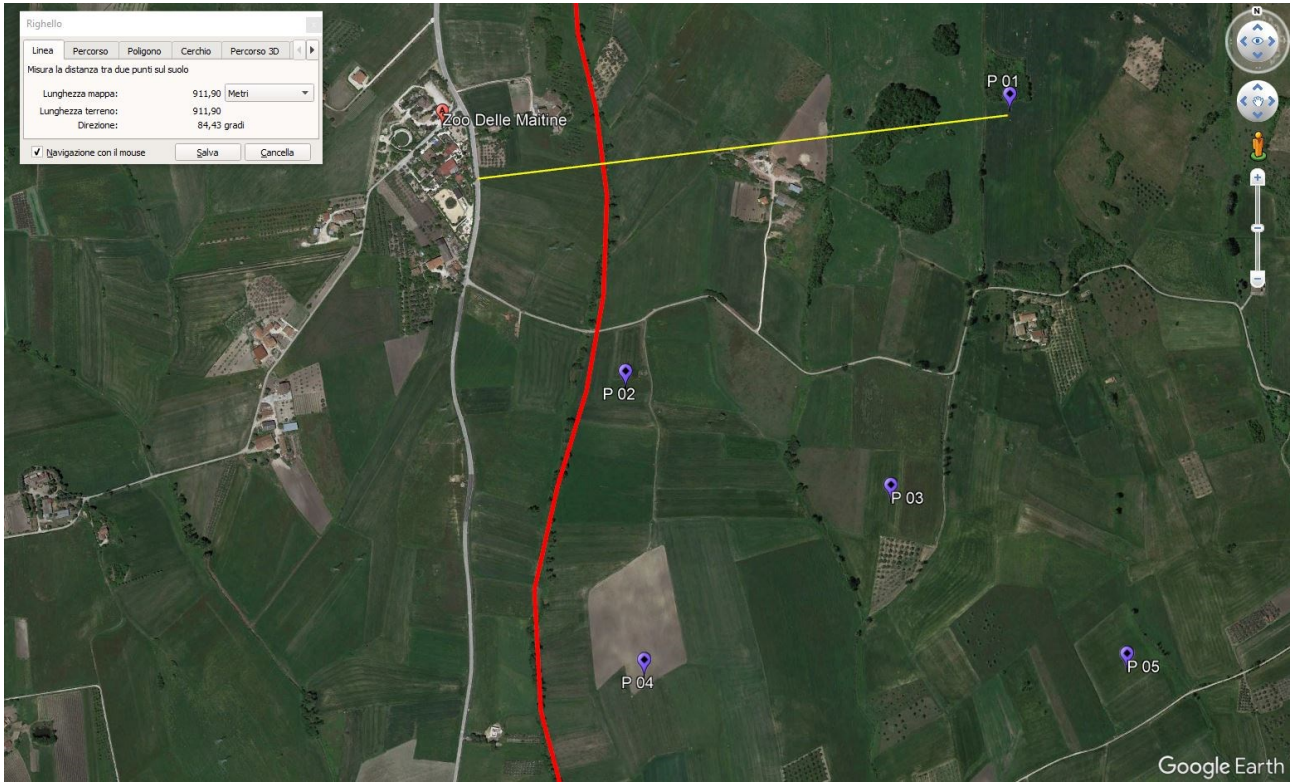 Righello
Linea Percorso Poligono Cerchio Percorso 3D
Misura la distanza tra due punti sul suolo
Lunghezza mappa: 911,90 Metri
Lunghezza terreno: 911,90
Direzione: 84,43 gradi
Navigazione con il mouse Salva Cancella
N
P 01
A
Zoo Delle Maitine
P 02
P 03
P 04
P 05
Google Earth